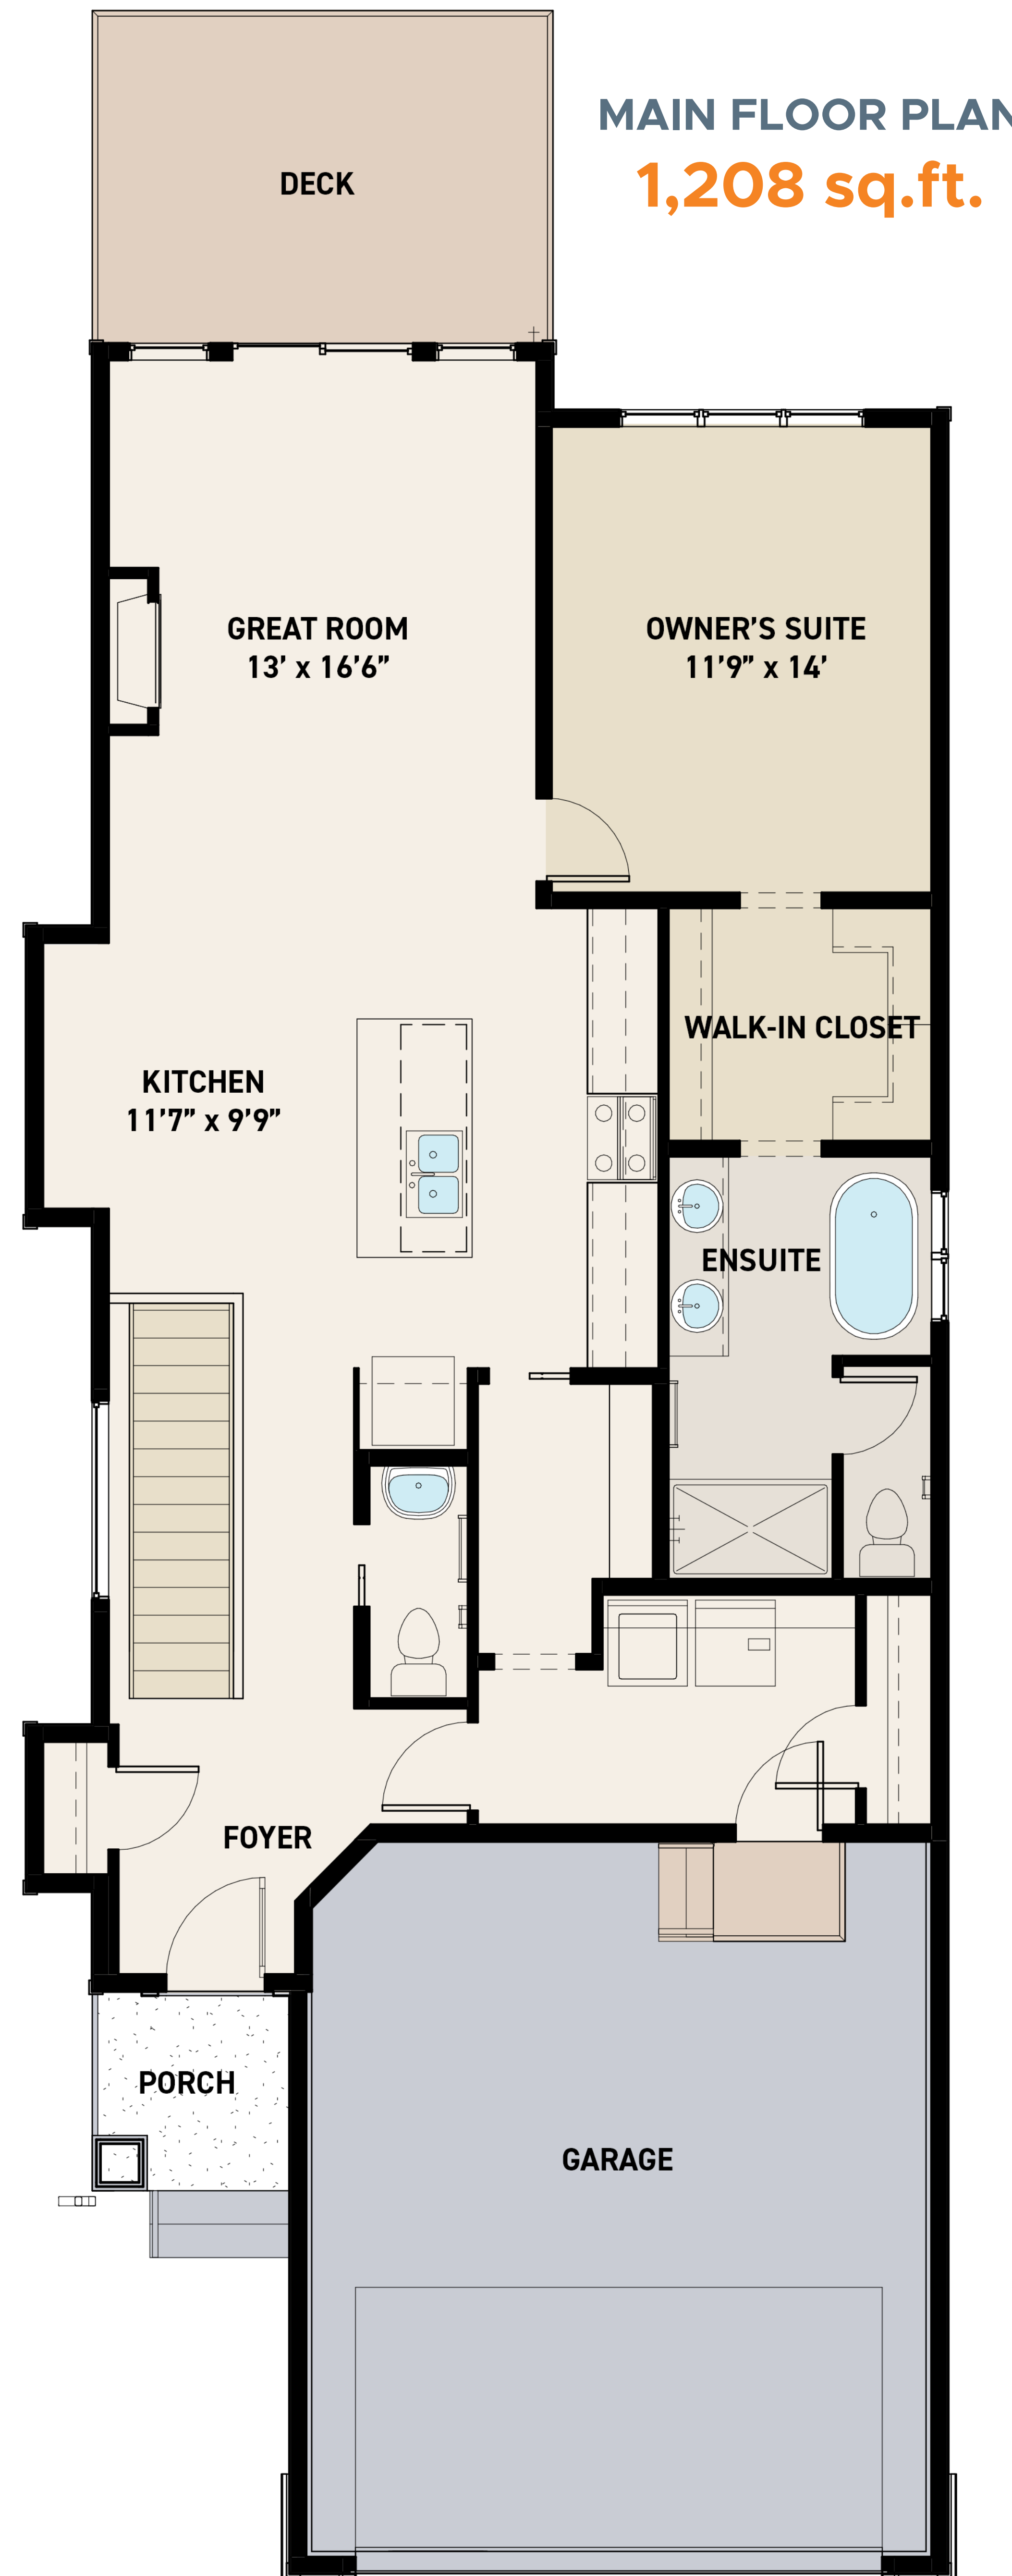 MAIN FLOOR PLAN
1,208 sq.ft.
DECK
GREAT ROOM
13’ x 16’6”
OWNER’S SUITE
11’9” x 14’
WALK-IN CLOSET
KITCHEN
11’7” x 9’9”
ENSUITE
FOYER
PORCH
GARAGE